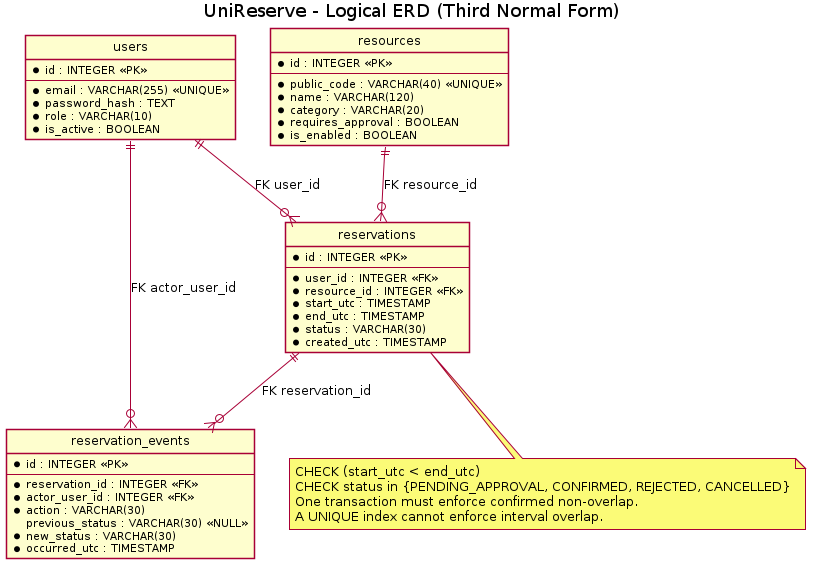 UniReserve - Logical ERD (Third Normal Form)
users
id : INTEGER «PK»
email : VARCHAR(255) «UNIQUE»
password_hash : TEXT
role : VARCHAR(10)
is_active : BOOLEAN
resources
id : INTEGER «PK»
public_code : VARCHAR(40) «UNIQUE»
name : VARCHAR(120)
category : VARCHAR(20)
requires_approval : BOOLEAN
is_enabled : BOOLEAN
FK user_id
FK resource_id
reservations
id : INTEGER «PK»
user_id : INTEGER «FK»
resource_id : INTEGER «FK»
start_utc : TIMESTAMP
end_utc : TIMESTAMP
status : VARCHAR(30)
created_utc : TIMESTAMP
FK actor_user_id
FK reservation_id
reservation_events
id : INTEGER «PK»
reservation_id : INTEGER «FK»
actor_user_id : INTEGER «FK»
action : VARCHAR(30)
previous_status : VARCHAR(30) «NULL»
new_status : VARCHAR(30)
occurred_utc : TIMESTAMP
CHECK (start_utc < end_utc)
CHECK status in {PENDING_APPROVAL, CONFIRMED, REJECTED, CANCELLED}
One transaction must enforce confirmed non-overlap.
A UNIQUE index cannot enforce interval overlap.